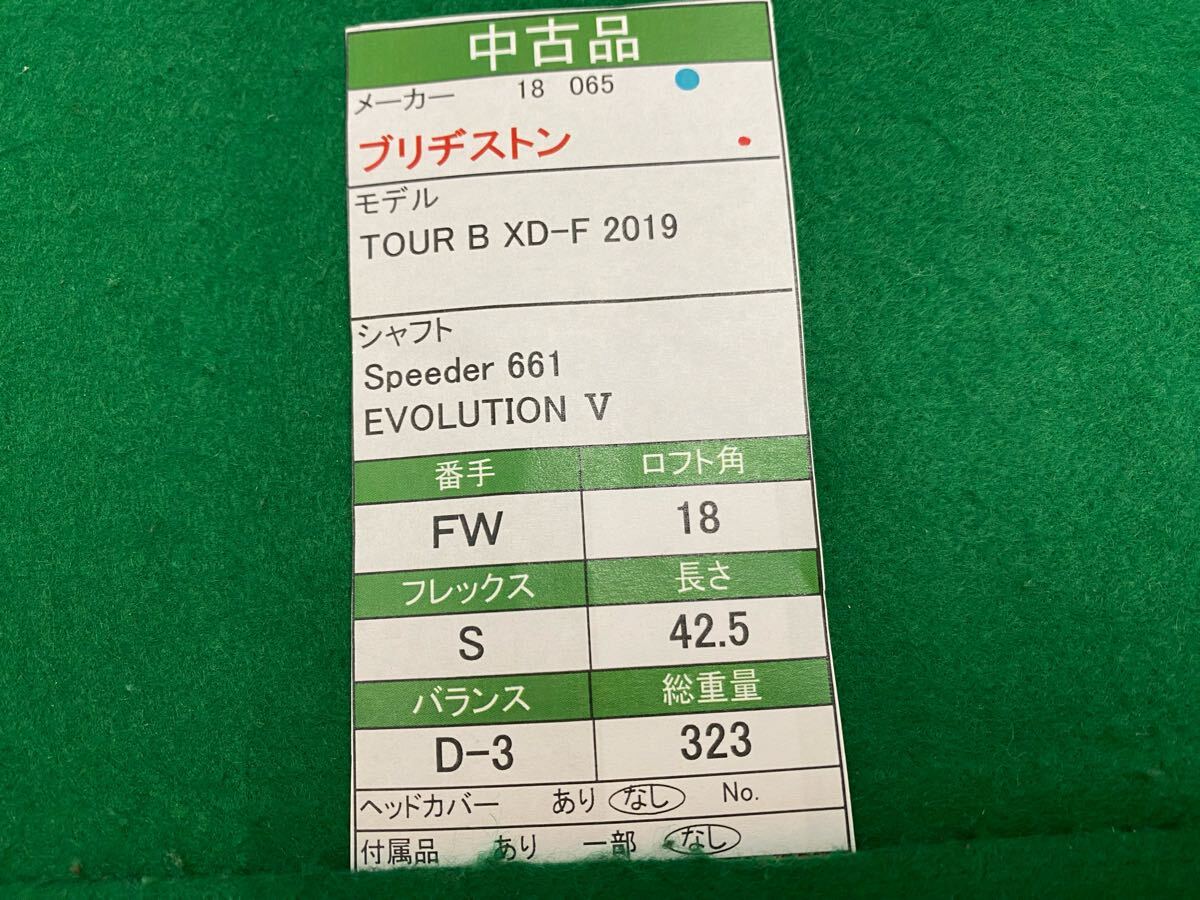 中古品
メーカー 18 065
ブリヂストン
モデル
TOUR B XD-F 2019
シャフト
Speeder 661
EVOLUTION Ⅴ
番手 ロフト角
FW 18
フレックス 長さ
S 42.5
バランス 総重量
D-3 323
ヘッドカバー あり なし No.
付属品 あり 一部 なし